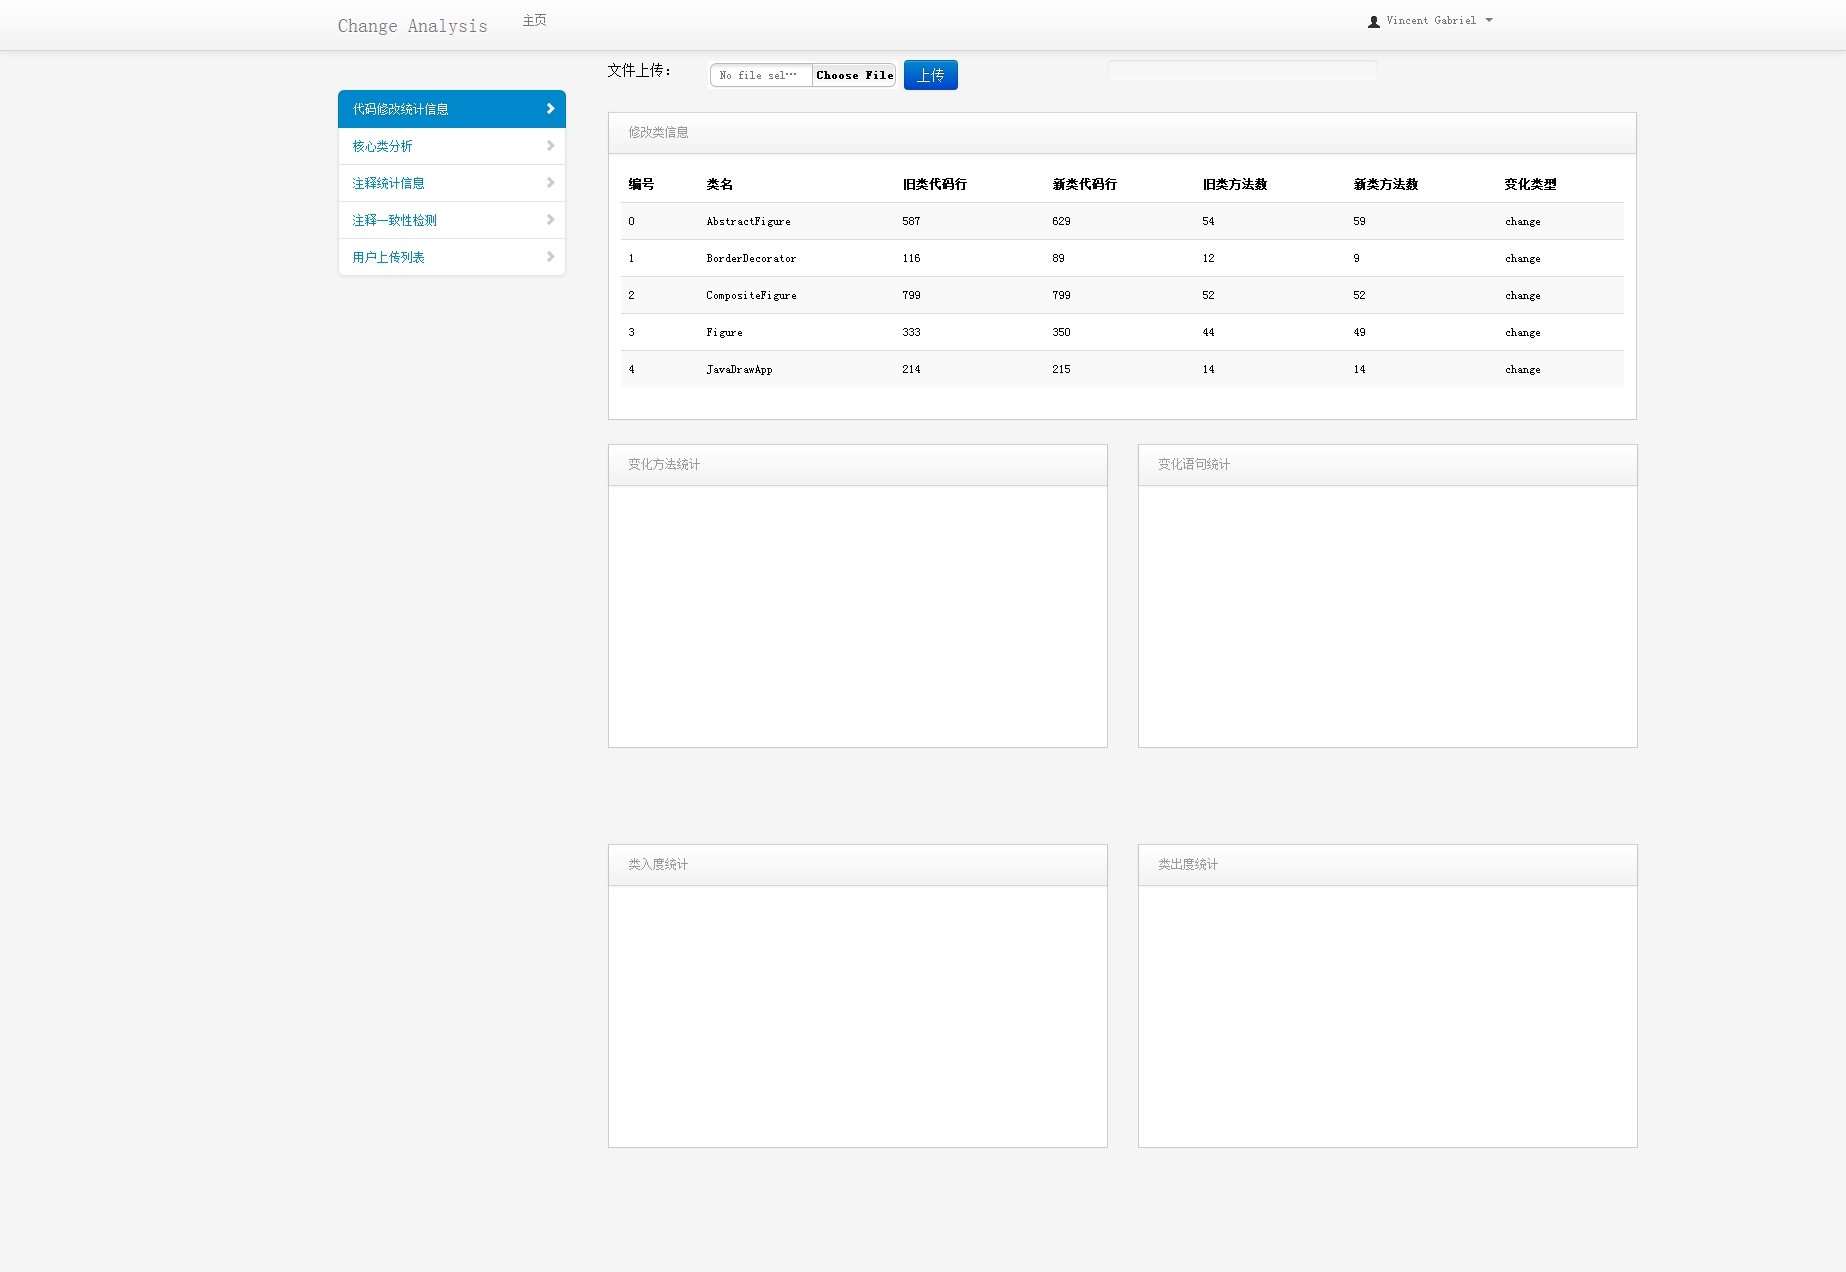 Change Analysis 主页 Vincent Gabriel
文件上传： No file sel… Choose File 上传
代码修改统计信息
核心类分析
注释统计信息
注释一致性检测
用户上传列表
修改类信息
编号 类名 旧类代码行 新类代码行 旧类方法数 新类方法数 变化类型
0 AbstractFigure 587 629 54 59 change
1 BorderDecorator 116 89 12 9 change
2 CompositeFigure 799 799 52 52 change
3 Figure 333 350 44 49 change
4 JavaDrawApp 214 215 14 14 change
变化方法统计 变化语句统计
类入度统计 类出度统计